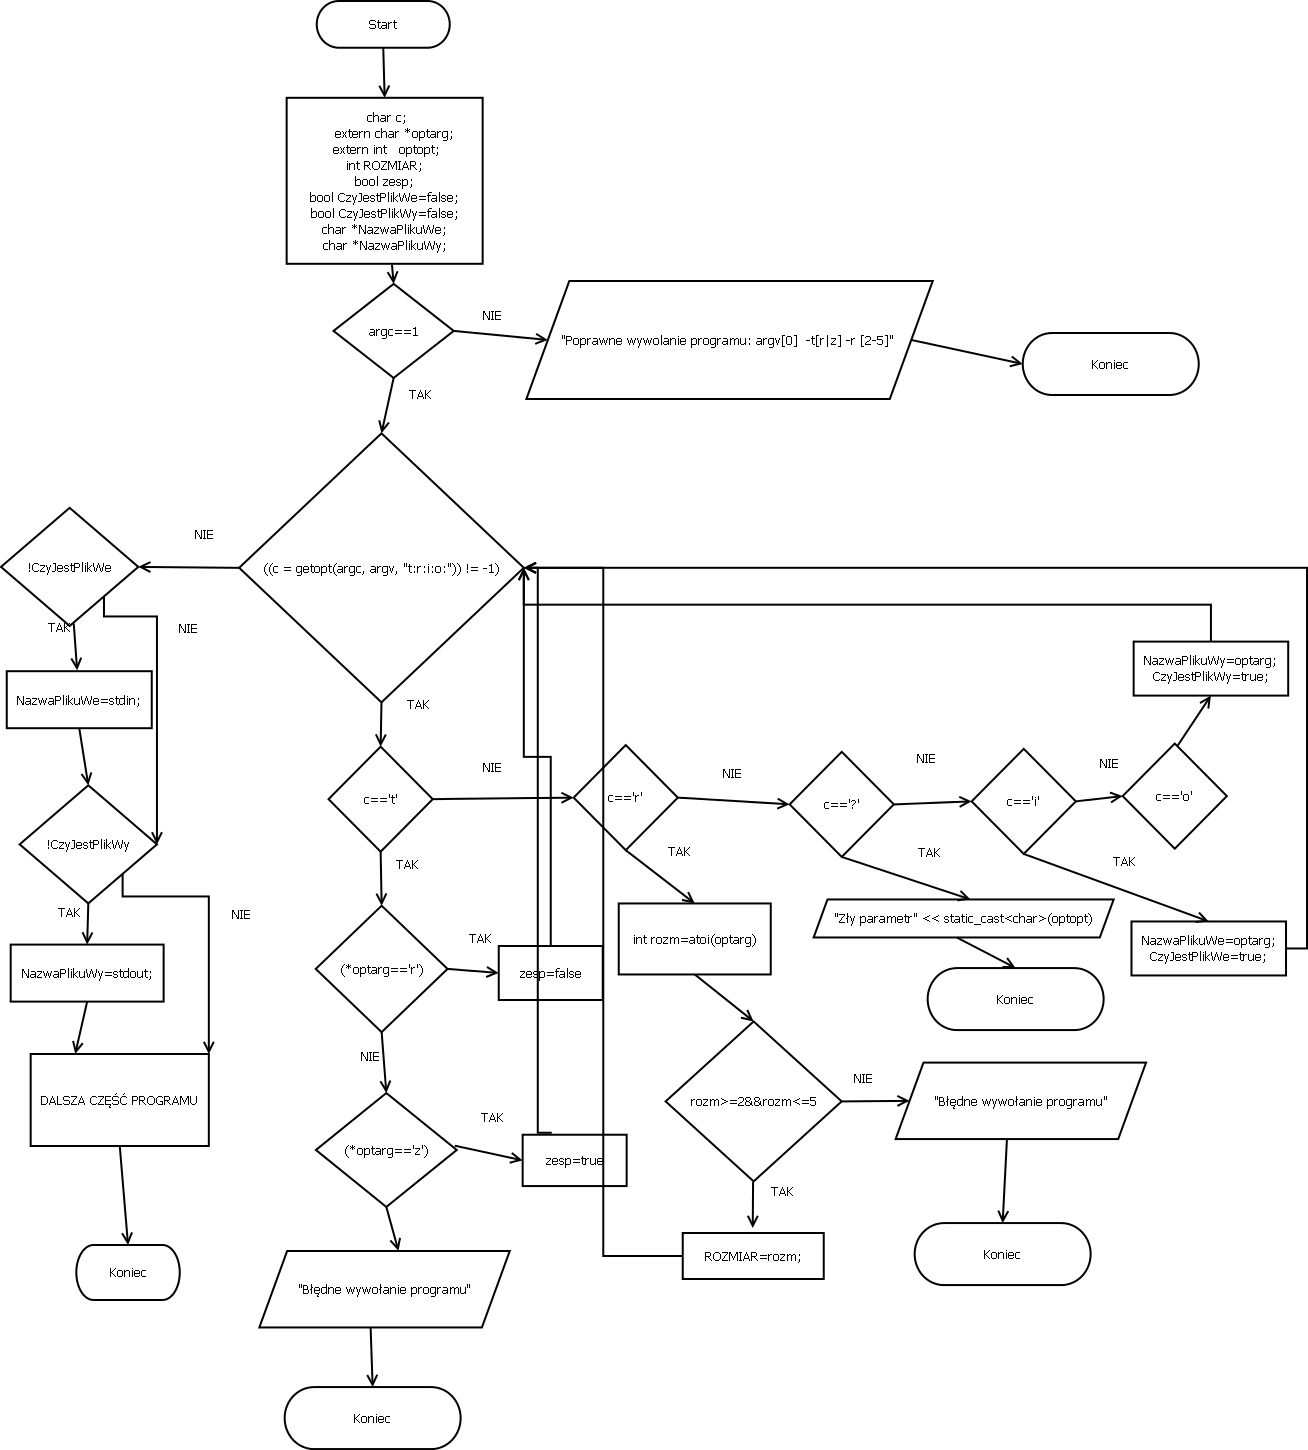 Start
char c;
extern char *optarg;
extern int optopt;
int ROZMIAR;
bool zesp;
bool CzyJestPlikWe=false;
bool CzyJestPlikWy=false;
char *NazwaPlikuWe;
char *NazwaPlikuWy;
argc==1
NIE
"Poprawne wywolanie programu: argv[0] -t[r|z] -r [2-5]"
Koniec
TAK
((c = getopt(argc, argv, "t:r:i:o:")) != -1)
NIE
!CzyJestPlikWe
TAK
NIE
NazwaPlikuWe=stdin;
!CzyJestPlikWy
TAK
NIE
NazwaPlikuWy=stdout;
DALSZA CZĘŚĆ PROGRAMU
Koniec
TAK
c=='t'
NIE
c=='r'
NIE
c=='?'
NIE
c=='i'
NIE
c=='o'
NazwaPlikuWy=optarg;
CzyJestPlikWy=true;
TAK
(*optarg=='r')
TAK
zesp=false
NIE
(*optarg=='z')
TAK
zesp=true
"Błędne wywołanie programu"
Koniec
TAK
int rozm=atoi(optarg)
rozm>=2&&rozm<=5
NIE
"Błędne wywołanie programu"
Koniec
TAK
ROZMIAR=rozm;
TAK
"Zły parametr" << static_cast<char>(optopt)
Koniec
TAK
NazwaPlikuWe=optarg;
CzyJestPlikWe=true;